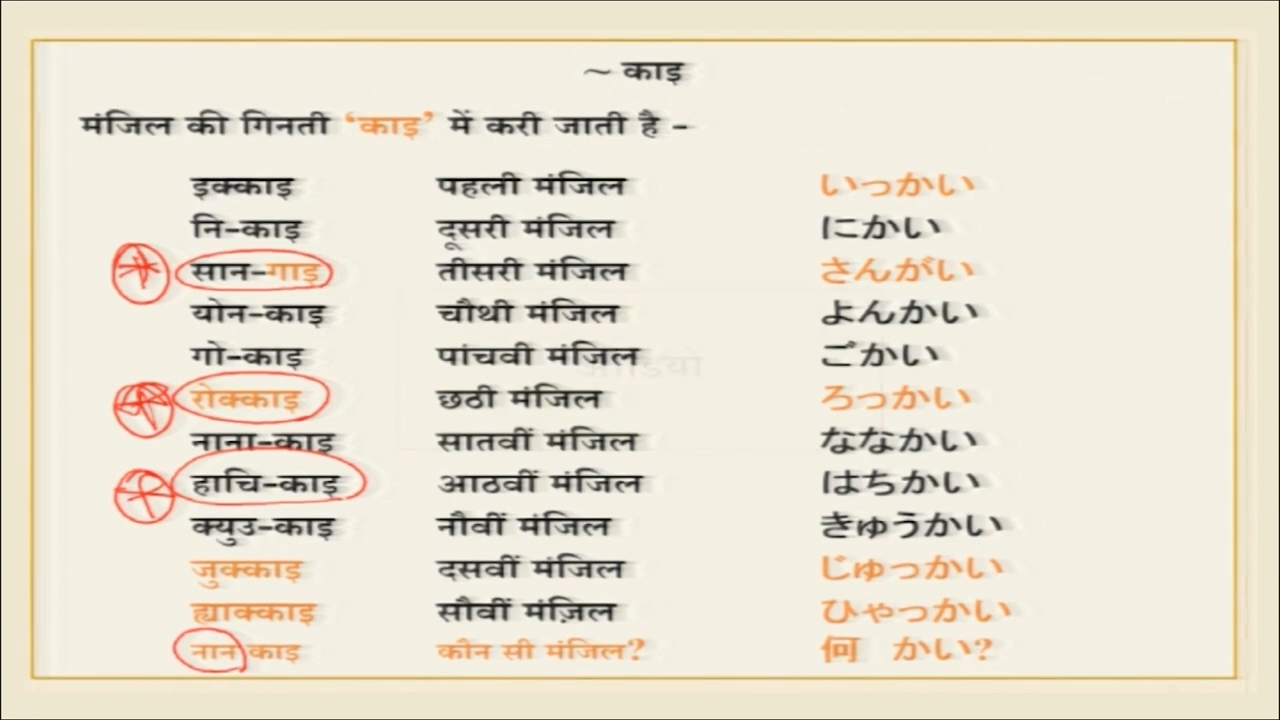 ~ काइ
मंजिल की गिनती ‘काइ’ में करी जाती है -
इक्काइ पहली मंजिल いっかい
नि-काइ दूसरी मंजिल にかい
सान-गाइ तीसरी मंजिल さんがい
योन-काइ चौथी मंजिल よんかい
गो-काइ पांचवी मंजिल ごかい
रोक्काइ छठी मंजिल ろっかい
नाना-काइ सातवीं मंजिल ななかい
हाचि-काइ आठवीं मंजिल はちかい
क्युउ-काइ नौवीं मंजिल きゅうかい
जुक्काइ दसवीं मंजिल じゅっかい
ह्याक्काइ सौवीं मंज़िल ひゃっかい
नान काइ कौन सी मंजिल? 何 かい?